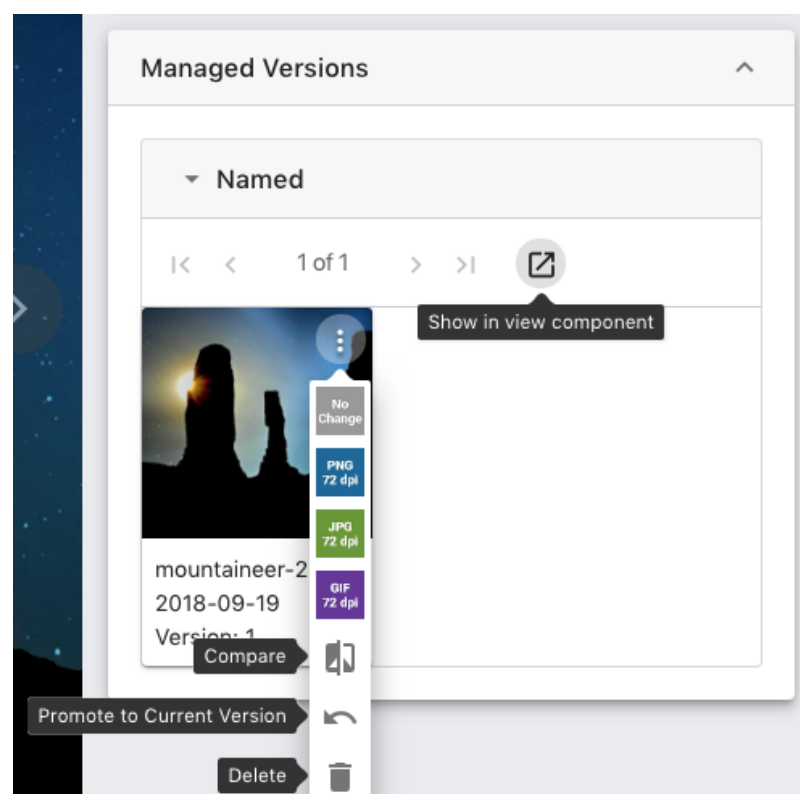 Managed Versions
Named
1 of 1
Show in view component
No
Change
PNG
72 dpi
JPG
72 dpi
GIF
72 dpi
mountaineer-2
2018-09-19
Version: 1
Compare
Promote to Current Version
Delete